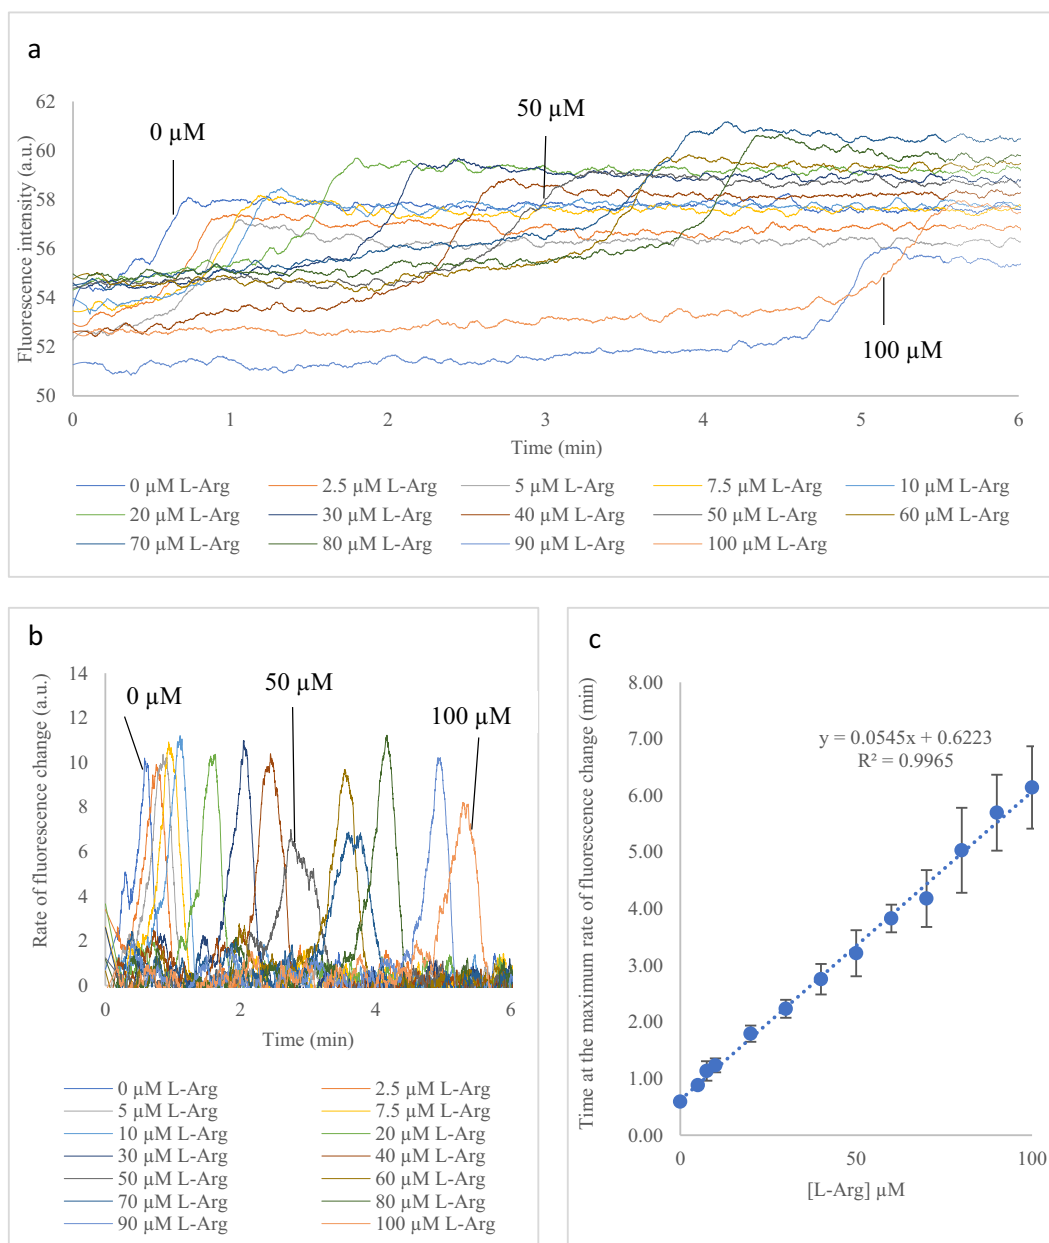 a
Fluorescence intensity (a.u.)
62
60
58
56
54
52
50
0 µM
50 µM
100 µM
0 1 2 3 4 5 6
Time (min)
0 µM L-Arg 2.5 µM L-Arg 5 µM L-Arg 7.5 µM L-Arg 10 µM L-Arg
20 µM L-Arg 30 µM L-Arg 40 µM L-Arg 50 µM L-Arg 60 µM L-Arg
70 µM L-Arg 80 µM L-Arg 90 µM L-Arg 100 µM L-Arg
b
Rate of fluorescence change (a.u.)
14
12
10
8
6
4
2
0
0 µM
50 µM
100 µM
0 2 4 6
Time (min)
0 µM L-Arg 2.5 µM L-Arg
5 µM L-Arg 7.5 µM L-Arg
10 µM L-Arg 20 µM L-Arg
30 µM L-Arg 40 µM L-Arg
50 µM L-Arg 60 µM L-Arg
70 µM L-Arg 80 µM L-Arg
90 µM L-Arg 100 µM L-Arg
c
Time at the maximum rate of fluorescence change (min)
8.00
7.00
6.00
5.00
4.00
3.00
2.00
1.00
0.00
y = 0.0545x + 0.6223
R² = 0.9965
0 50 100
[L-Arg] µM